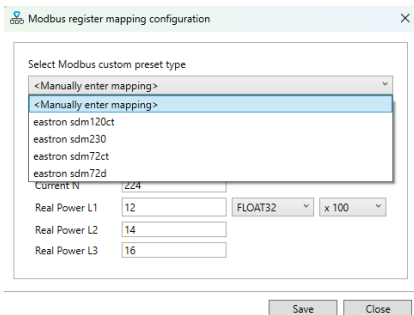 Modbus register mapping configuration
Select Modbus custom preset type
<Manually enter mapping>
<Manually enter mapping>
eastron sdm120ct
eastron sdm230
eastron sdm72ct
eastron sdm72d
Current N 224
Real Power L1 12 FLOAT32 x 100
Real Power L2 14
Real Power L3 16
Save Close